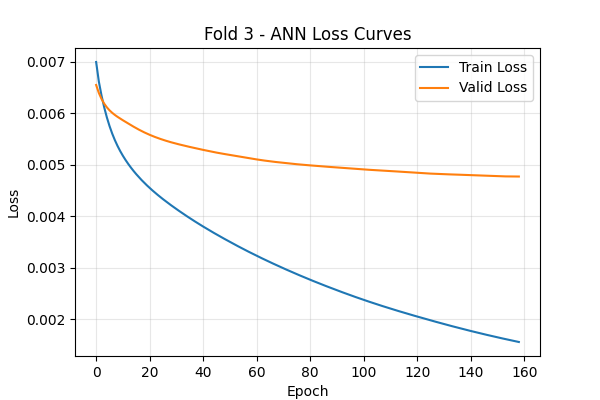 Fold 3 - ANN Loss Curves
Train Loss
Valid Loss
Loss
0.007
0.006
0.005
0.004
0.003
0.002
0 20 40 60 80 100 120 140 160
Epoch